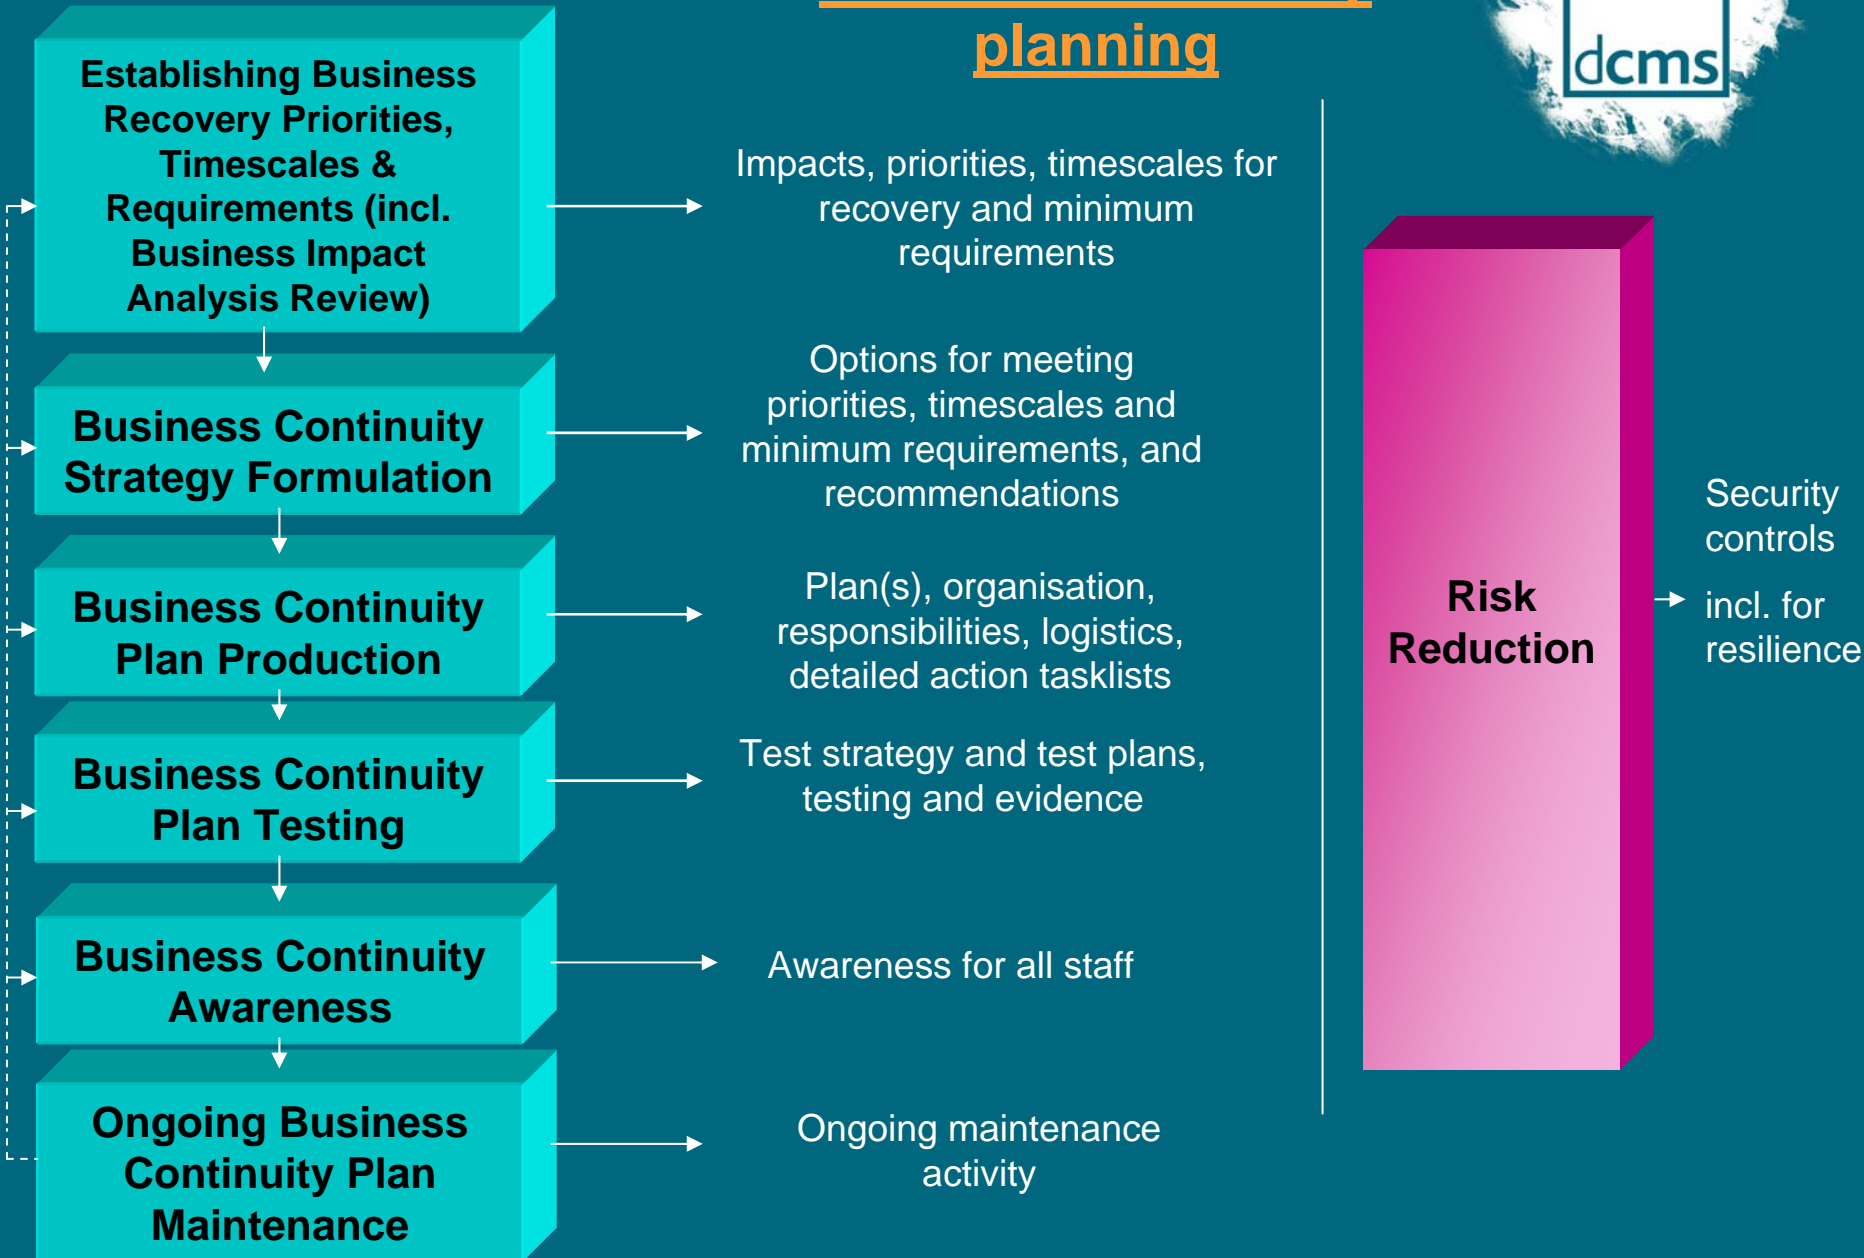 planning
dcms
Establishing Business
Recovery Priorities,
Timescales &
Requirements (incl.
Business Impact
Analysis Review)
Impacts, priorities, timescales for
recovery and minimum
requirements
Business Continuity
Strategy Formulation
Options for meeting
priorities, timescales and
minimum requirements, and
recommendations
Business Continuity
Plan Production
Plan(s), organisation,
responsibilities, logistics,
detailed action tasklists
Business Continuity
Plan Testing
Test strategy and test plans,
testing and evidence
Business Continuity
Awareness
Awareness for all staff
Ongoing Business
Continuity Plan
Maintenance
Ongoing maintenance
activity
Risk
Reduction
Security
controls
incl. for
resilience